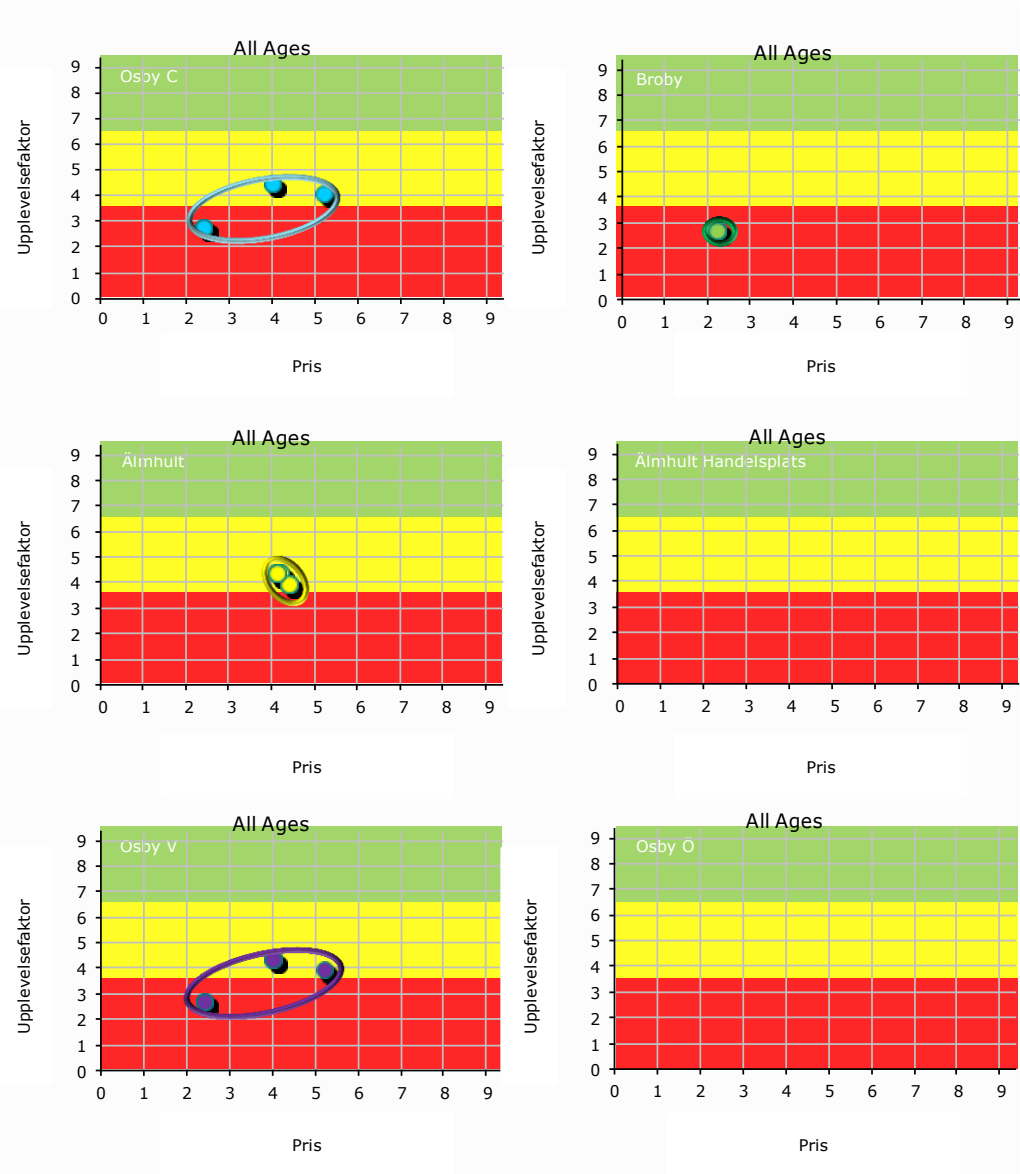 All Ages
Osby C
9
8
7
6
5
4
3
2
1
0
Upplevelsefaktor
0 1 2 3 4 5 6 7 8 9
Pris
All Ages
Broby
9
8
7
6
5
4
3
2
1
0
Upplevelsefaktor
0 1 2 3 4 5 6 7 8 9
Pris
All Ages
Älmhult
9
8
7
6
5
4
3
2
1
0
Upplevelsefaktor
0 1 2 3 4 5 6 7 8 9
Pris
All Ages
Älmhult Handelsplats
9
8
7
6
5
4
3
2
1
0
Upplevelsefaktor
0 1 2 3 4 5 6 7 8 9
Pris
All Ages
Osby V
9
8
7
6
5
4
3
2
1
0
Upplevelsefaktor
0 1 2 3 4 5 6 7 8 9
Pris
All Ages
Osby Ö
9
8
7
6
5
4
3
2
1
0
Upplevelsefaktor
0 1 2 3 4 5 6 7 8 9
Pris